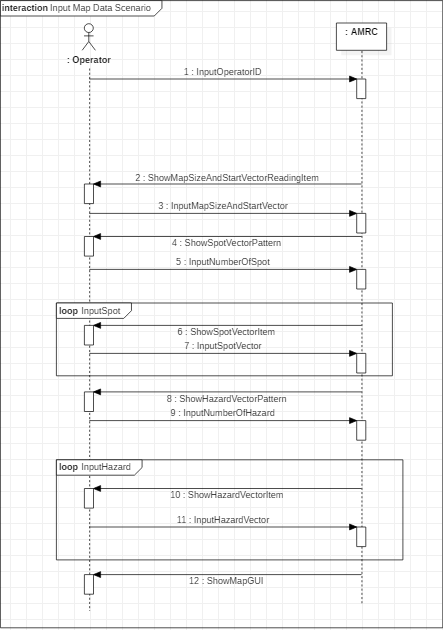 interaction Input Map Data Scenario
: Operator
: AMRC
1 : InputOperatorID
2 : ShowMapSizeAndStartVectorReadingItem
3 : InputMapSizeAndStartVector
4 : ShowSpotVectorPattern
5 : InputNumberOfSpot
loop InputSpot
6 : ShowSpotVectorItem
7 : InputSpotVector
8 : ShowHazardVectorPattern
9 : InputNumberOfHazard
loop InputHazard
10 : ShowHazardVectorItem
11 : InputHazardVector
12 : ShowMapGUI